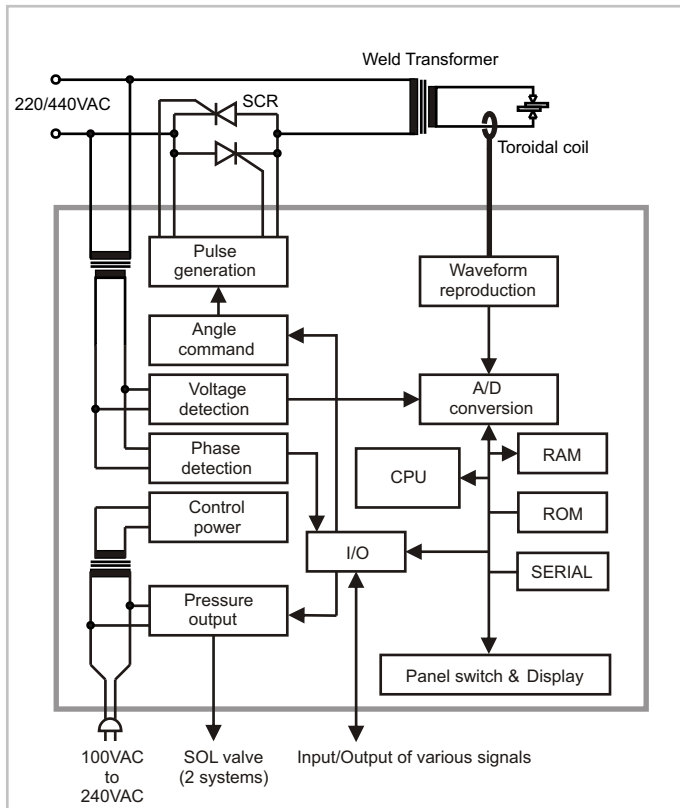 Weld Transformer
SCR
220/440VAC
Toroidal coil
Pulse
generation
Waveform
reproduction
Angle
command
Voltage
detection
A/D
conversion
Phase
detection
CPU
RAM
Control
power
ROM
I/O
SERIAL
Pressure
output
Panel switch & Display
100VAC
to
240VAC
SOL valve
(2 systems)
Input/Output of various signals